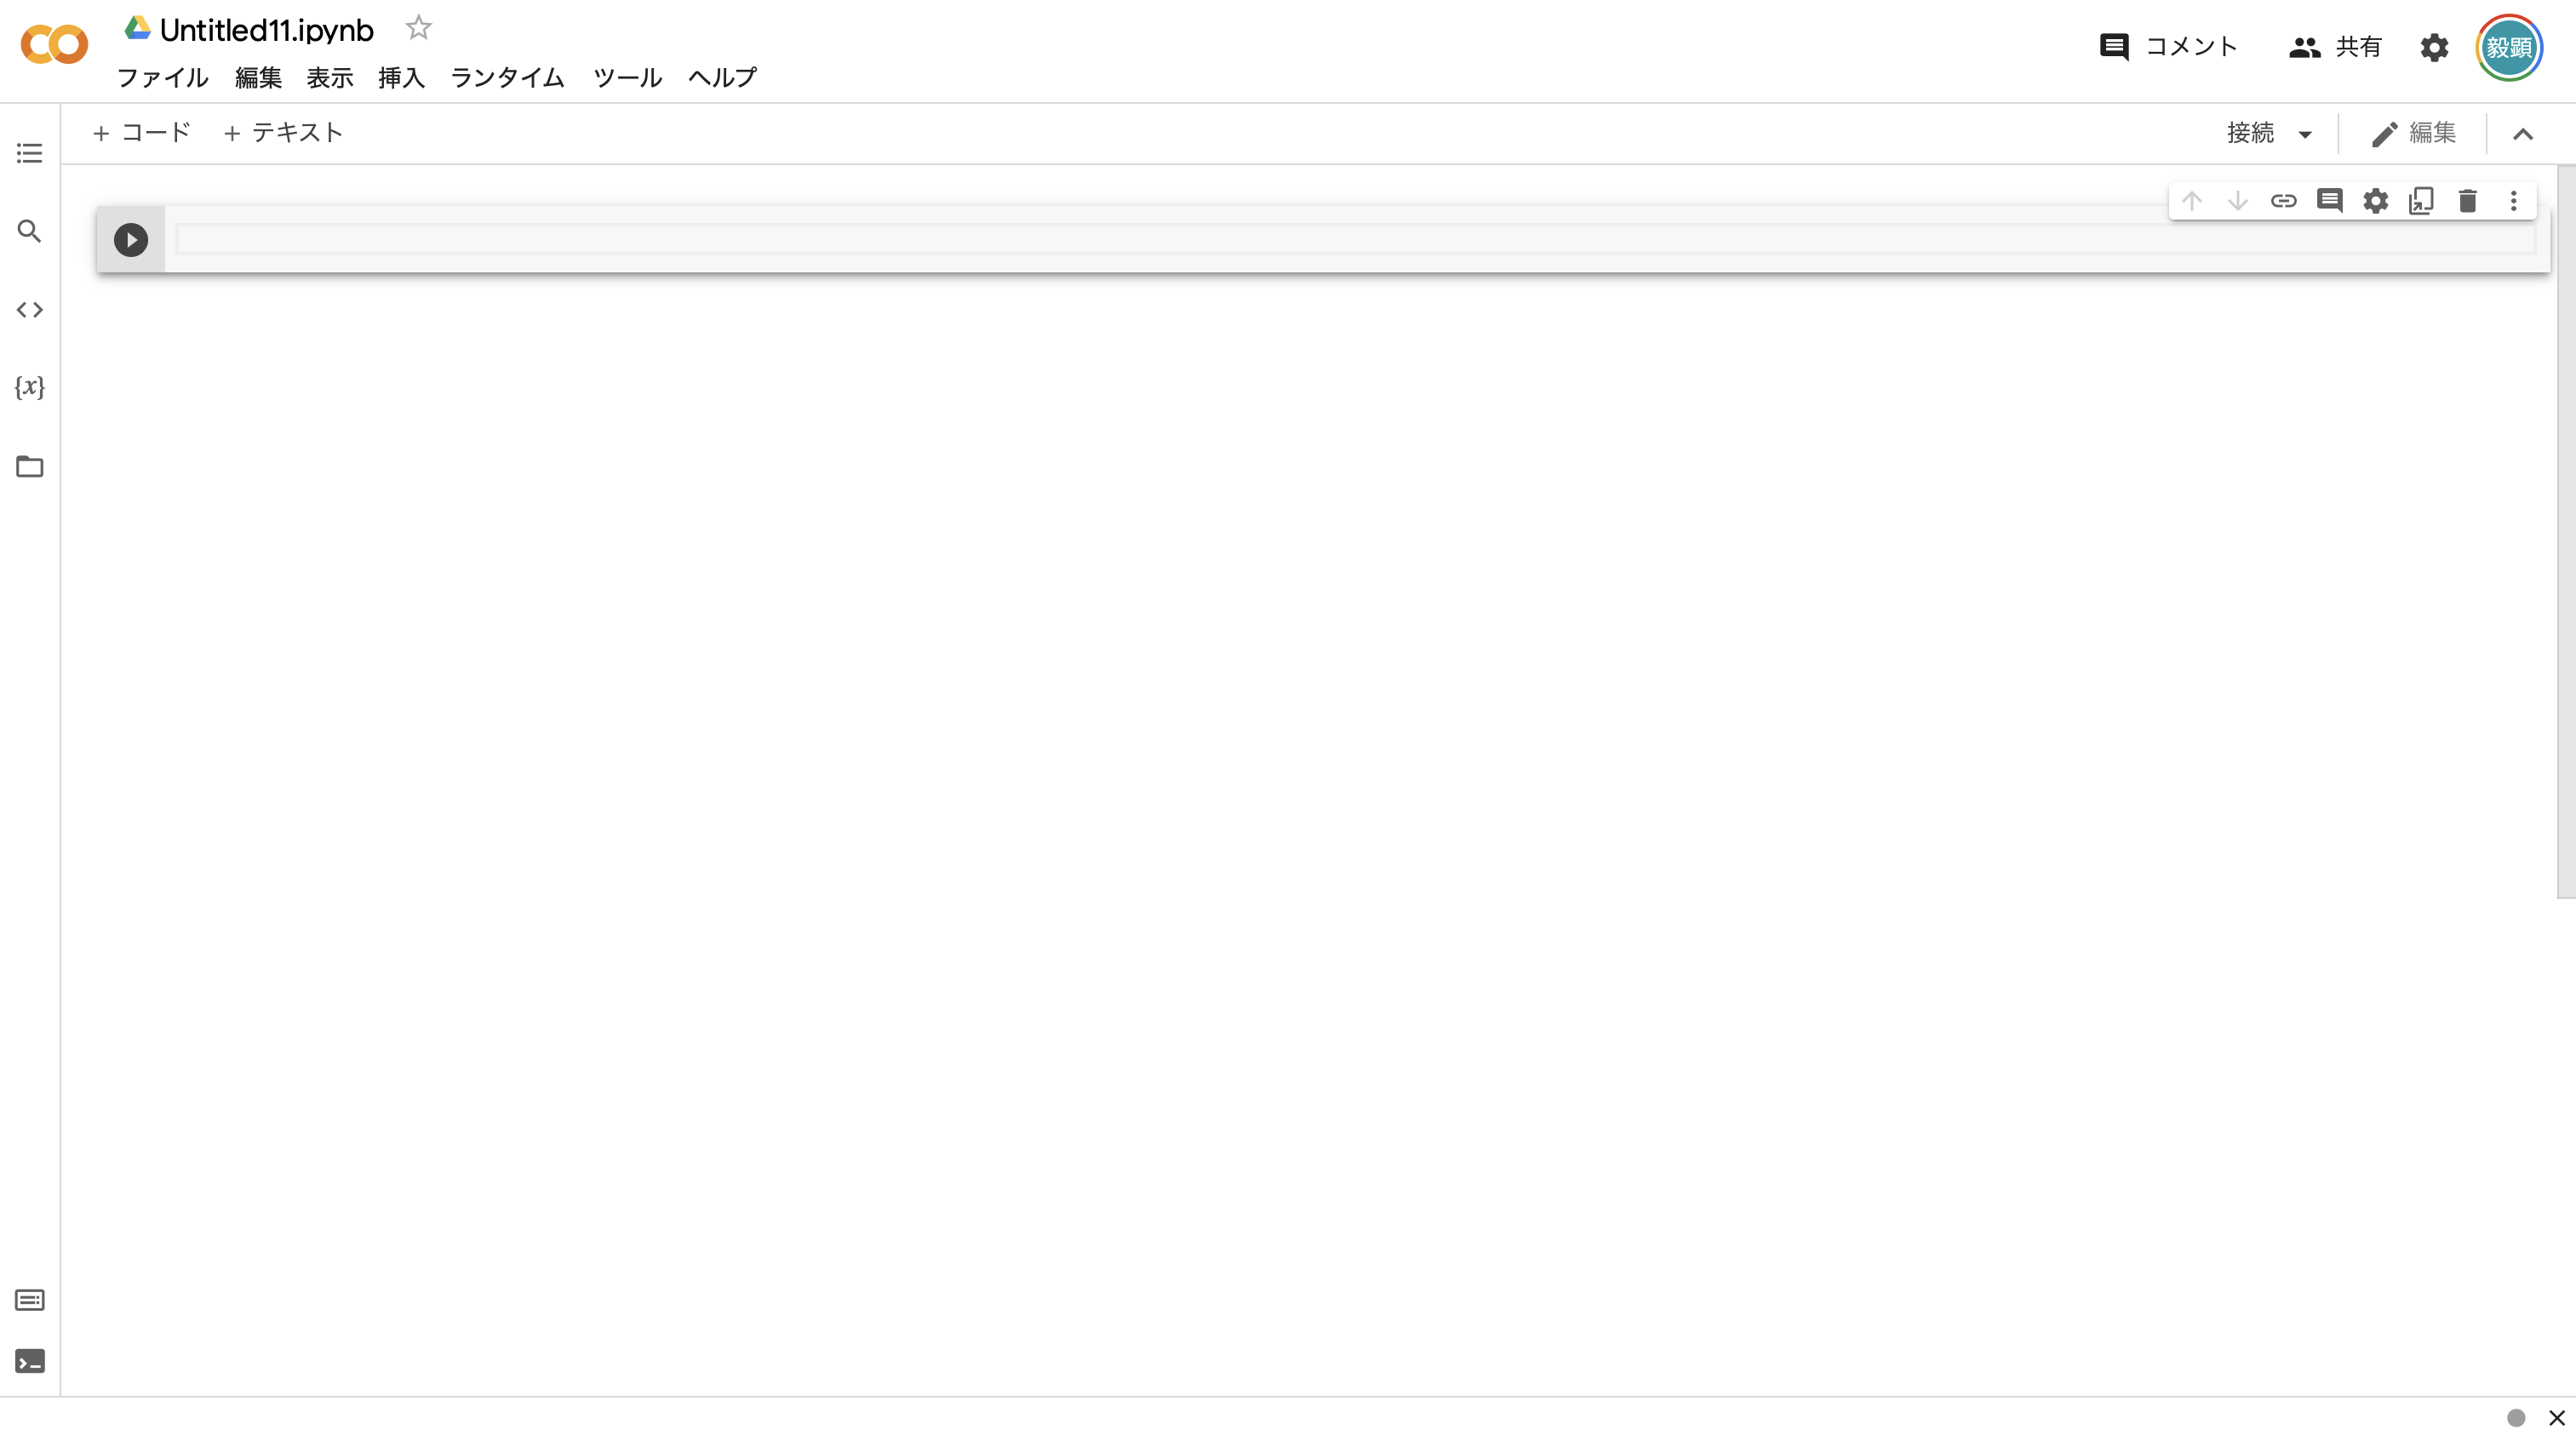 Untitled11.ipynb
ファイル 編集 表示 挿入 ランタイム ツール ヘルプ
コメント 共有 毅顕
+ コード + テキスト 接続 編集
{x}